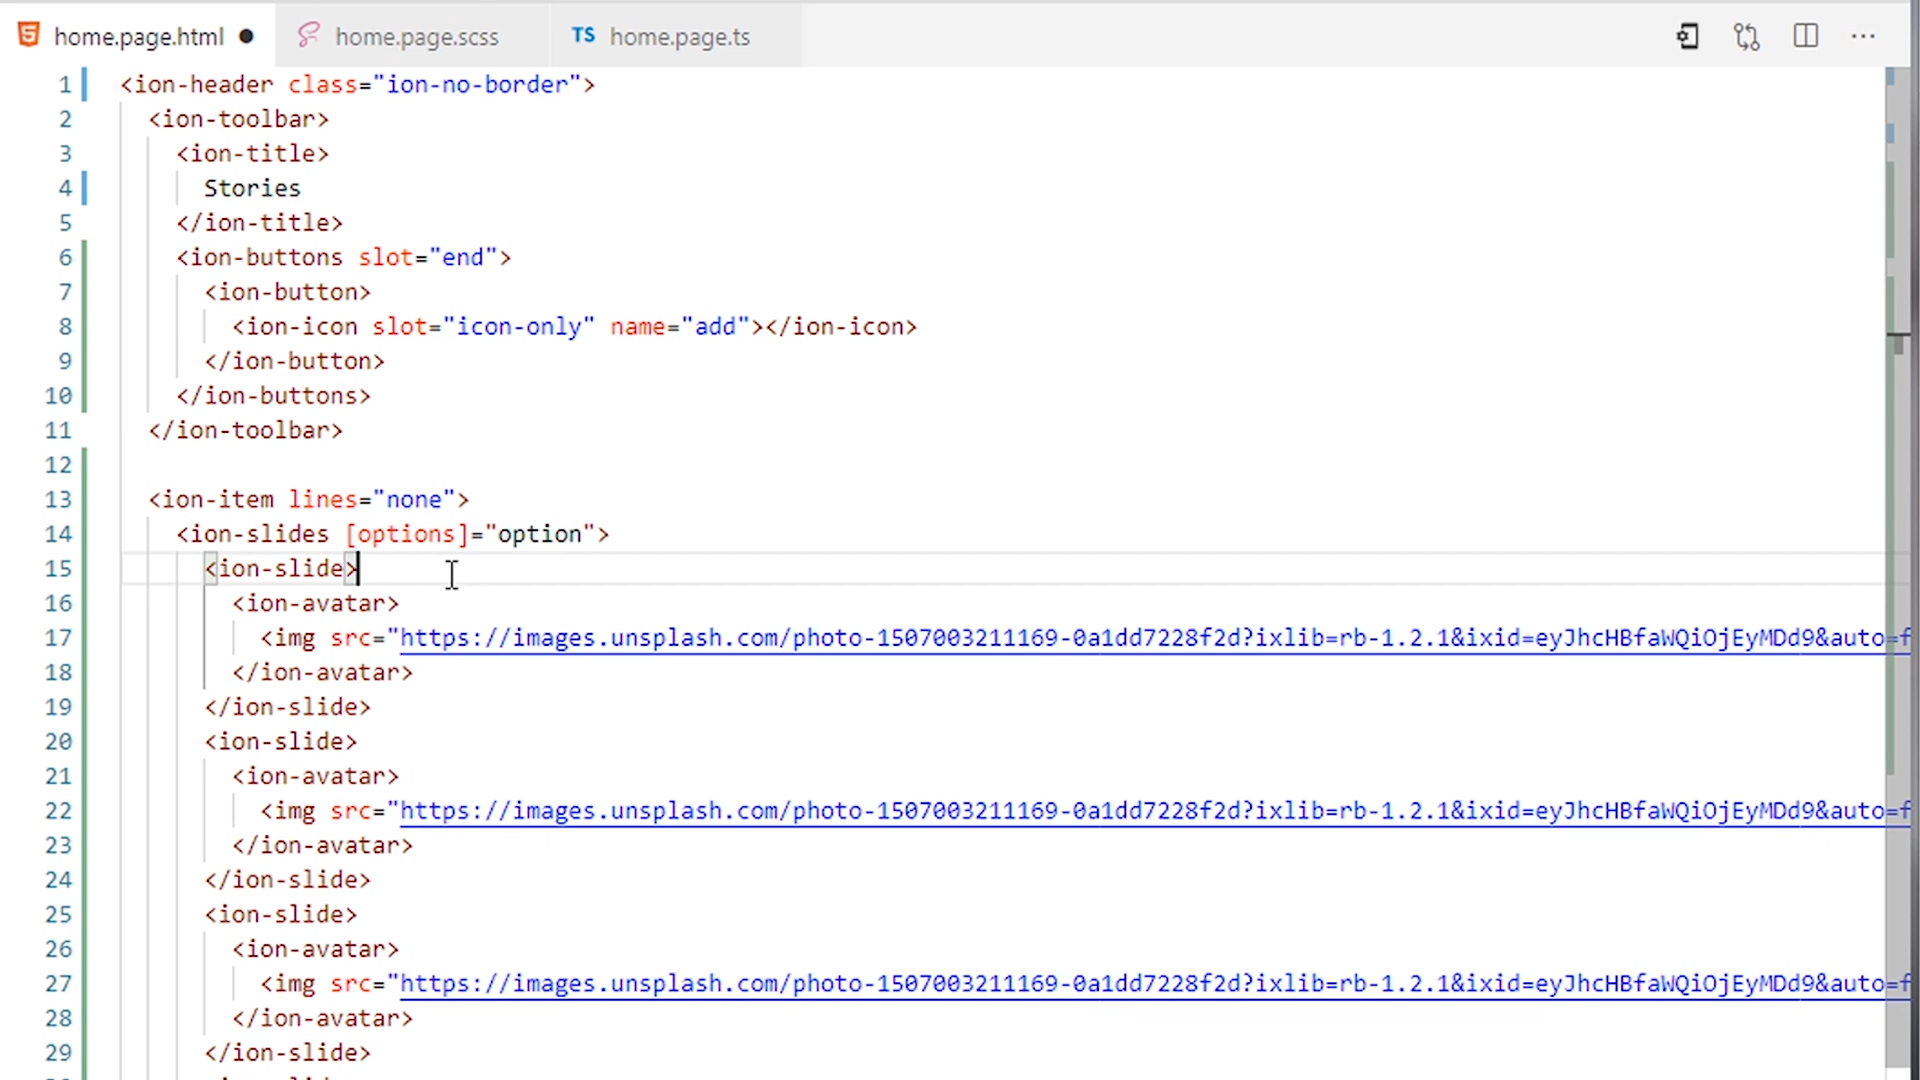 home.page.html
home.page.scss
TS home.page.ts
1 <ion-header class="ion-no-border">
2 <ion-toolbar>
3 <ion-title>
4 Stories
5 </ion-title>
6 <ion-buttons slot="end">
7 <ion-button>
8 <ion-icon slot="icon-only" name="add"></ion-icon>
9 </ion-button>
10 </ion-buttons>
11 </ion-toolbar>
12
13 <ion-item lines="none">
14 <ion-slides [options]="option">
15 <ion-slide>
16 <ion-avatar>
17 <img src="https://images.unsplash.com/photo-1507003211169-0a1dd7228f2d?ixlib=rb-1.2.1&ixid=eyJhcHBfaWQiOjEyMDd9&auto=f
18 </ion-avatar>
19 </ion-slide>
20 <ion-slide>
21 <ion-avatar>
22 <img src="https://images.unsplash.com/photo-1507003211169-0a1dd7228f2d?ixlib=rb-1.2.1&ixid=eyJhcHBfaWQiOjEyMDd9&auto=f
23 </ion-avatar>
24 </ion-slide>
25 <ion-slide>
26 <ion-avatar>
27 <img src="https://images.unsplash.com/photo-1507003211169-0a1dd7228f2d?ixlib=rb-1.2.1&ixid=eyJhcHBfaWQiOjEyMDd9&auto=f
28 </ion-avatar>
29 </ion-slide>